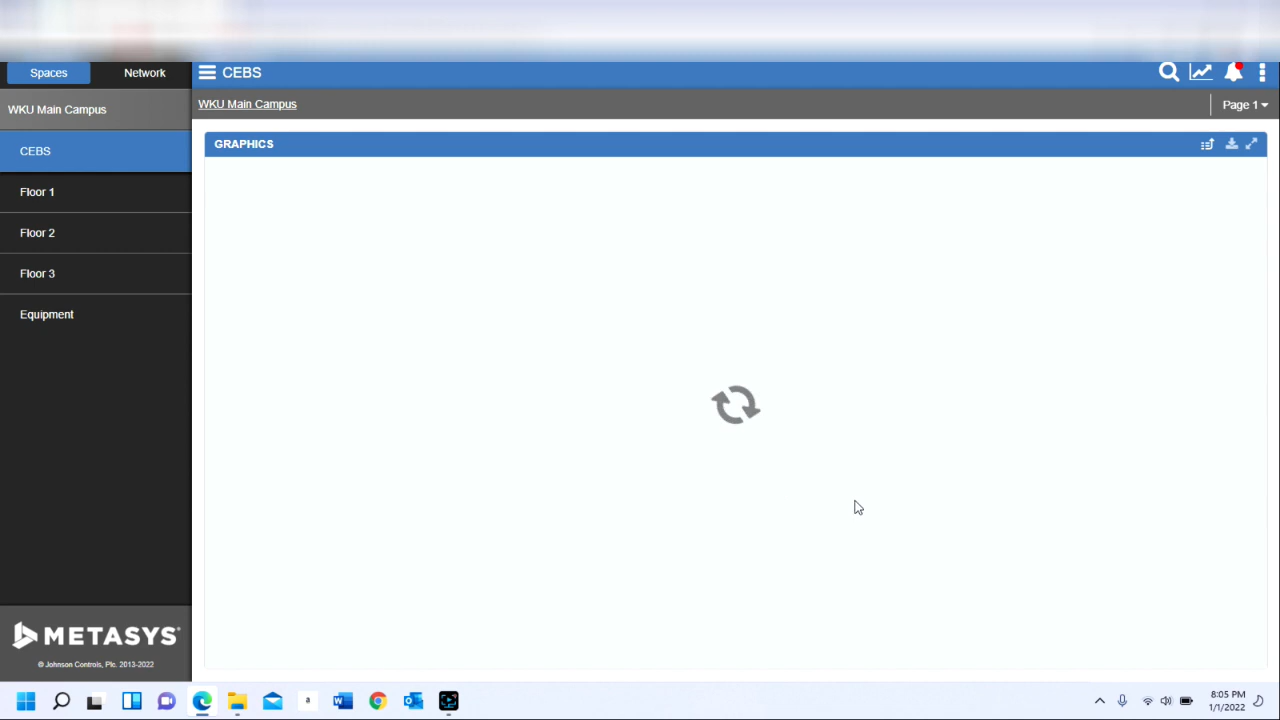 Spaces
Network
CEBS
WKU Main Campus
WKU Main Campus
Page 1
CEBS
GRAPHICS
Floor 1
Floor 2
Floor 3
Equipment
METASYS®
© Johnson Controls, Plc. 2013-2022
a
8:05 PM
1/1/2022